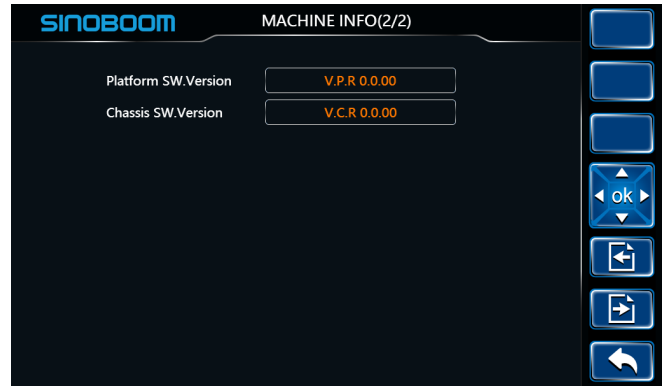 SINOBOOM
MACHINE INFO(2/2)
Platform SW.Version
V.P.R 0.0.00
Chassis SW.Version
V.C.R 0.0.00
ok